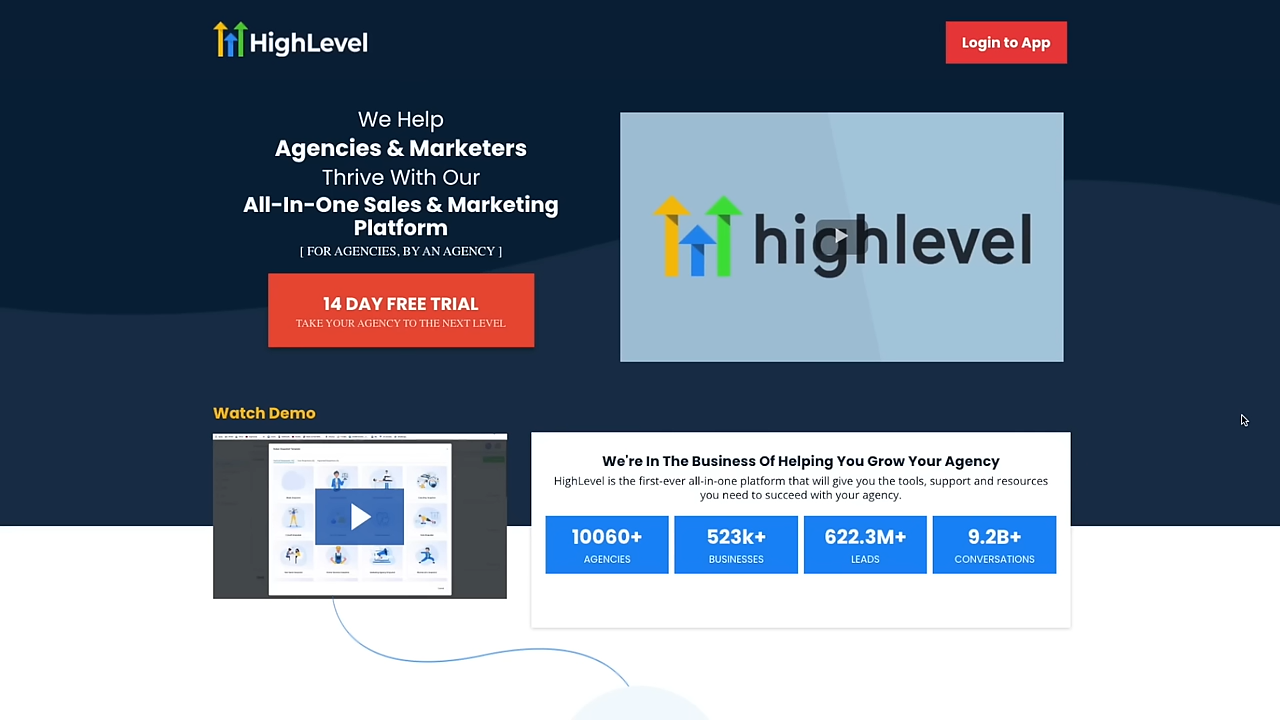 HighLevel
Login to App
We Help
Agencies & Marketers
Thrive With Our
All-In-One Sales & Marketing
Platform
[ FOR AGENCIES, BY AN AGENCY ]
14 DAY FREE TRIAL
TAKE YOUR AGENCY TO THE NEXT LEVEL
highlevel
Watch Demo
We're In The Business Of Helping You Grow Your Agency
HighLevel is the first-ever all-in-one platform that will give you the tools, support and resources
you need to succeed with your agency.
10060+
AGENCIES
523k+
BUSINESSES
622.3M+
LEADS
9.2B+
CONVERSATIONS